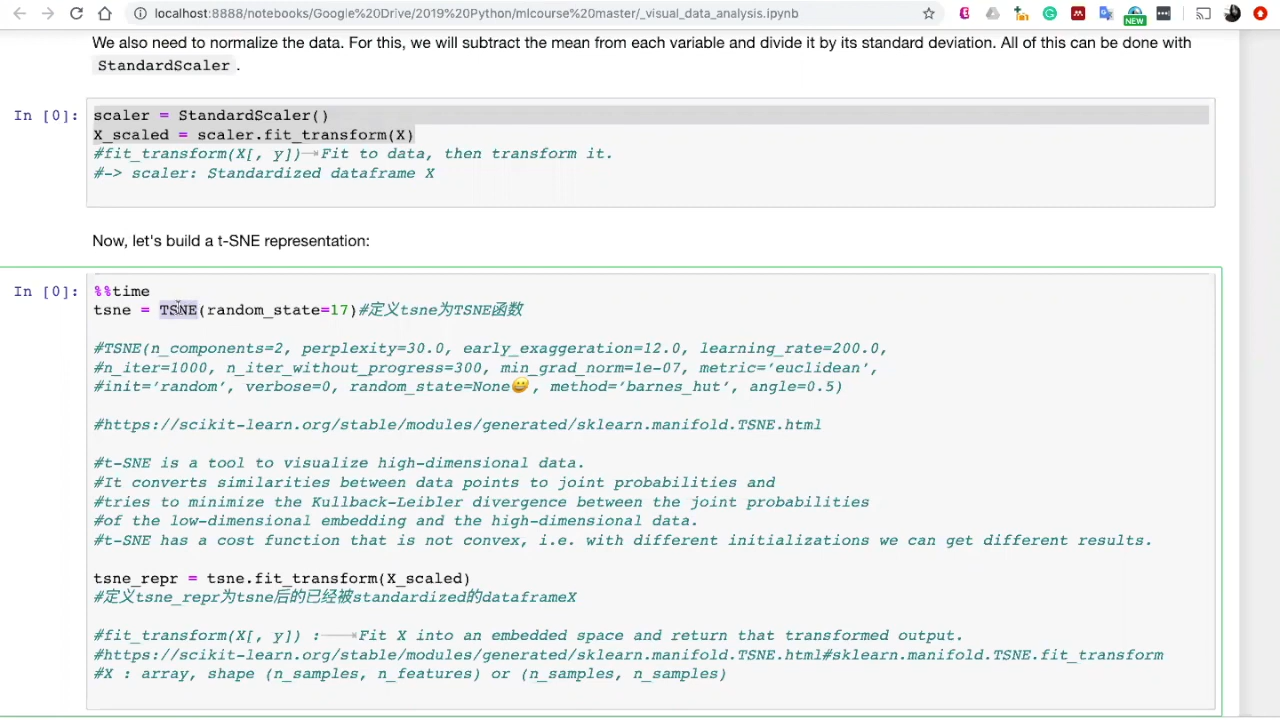 localhost:8888/notebooks/Google%20Drive/2019%20Python/mlcourse%20master/_visual_data_analysis.ipynb
NEW
We also need to normalize the data. For this, we will subtract the mean from each variable and divide it by its standard deviation. All of this can be done with
StandardScaler .
In [0]:
scaler = StandardScaler()
X_scaled = scaler.fit_transform(X)
#fit_transform(X[, y])→Fit to data, then transform it.
#-> scaler: Standardized dataframe X
Now, let's build a t-SNE representation:
In [0]:
%%time
tsne = TSNE(random_state=17)#定义tsne为TSNE函数
#TSNE(n_components=2, perplexity=30.0, early_exaggeration=12.0, learning_rate=200.0,
#n_iter=1000, n_iter_without_progress=300, min_grad_norm=1e-07, metric=’euclidean’,
#init=’random’, verbose=0, random_state=None😀, method=’barnes_hut’, angle=0.5)
#https://scikit-learn.org/stable/modules/generated/sklearn.manifold.TSNE.html
#t-SNE is a tool to visualize high-dimensional data.
#It converts similarities between data points to joint probabilities and
#tries to minimize the Kullback-Leibler divergence between the joint probabilities
#of the low-dimensional embedding and the high-dimensional data.
#t-SNE has a cost function that is not convex, i.e. with different initializations we can get different results.
tsne_repr = tsne.fit_transform(X_scaled)
#定义tsne_repr为tsne后的已经被standardized的dataframeX
#fit_transform(X[, y]) :→Fit X into an embedded space and return that transformed output.
#https://scikit-learn.org/stable/modules/generated/sklearn.manifold.TSNE.html#sklearn.manifold.TSNE.fit_transform
#X : array, shape (n_samples, n_features) or (n_samples, n_samples)